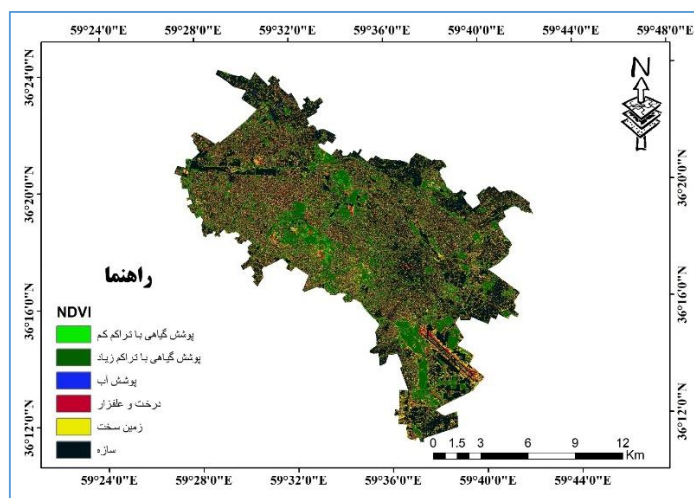 59°24'0"E 59°28'0"E 59°32'0"E 59°36'0"E 59°40'0"E 59°44'0"E 59°48'0"E
36°24'0"N
36°20'0"N
36°16'0"N
36°12'0"N
N
36°24'0"N
36°20'0"N
36°16'0"N
36°12'0"N
راهنما
NDVI
پوشش گیاهی با تراکم کم
پوشش گیاهی با تراکم زیاد
پوشش آب
درخت و علفزار
زمین سخت
سازه
0 1.5 3 6 9 12
Km
59°24'0"E 59°28'0"E 59°32'0"E 59°36'0"E 59°40'0"E 59°44'0"E